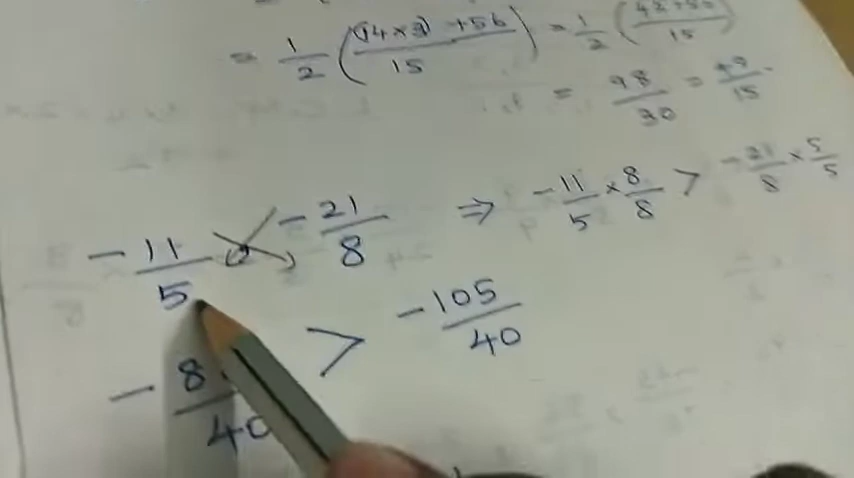 = 1/2 ((14×3) +56 / 15) = 1/2 ( / 15)
= 98/30 = 49/15.
-11/5 -21/8 ⇒ -11/5 × 8/8 > -21/8 × 5/5
-8 /40 > -105/40